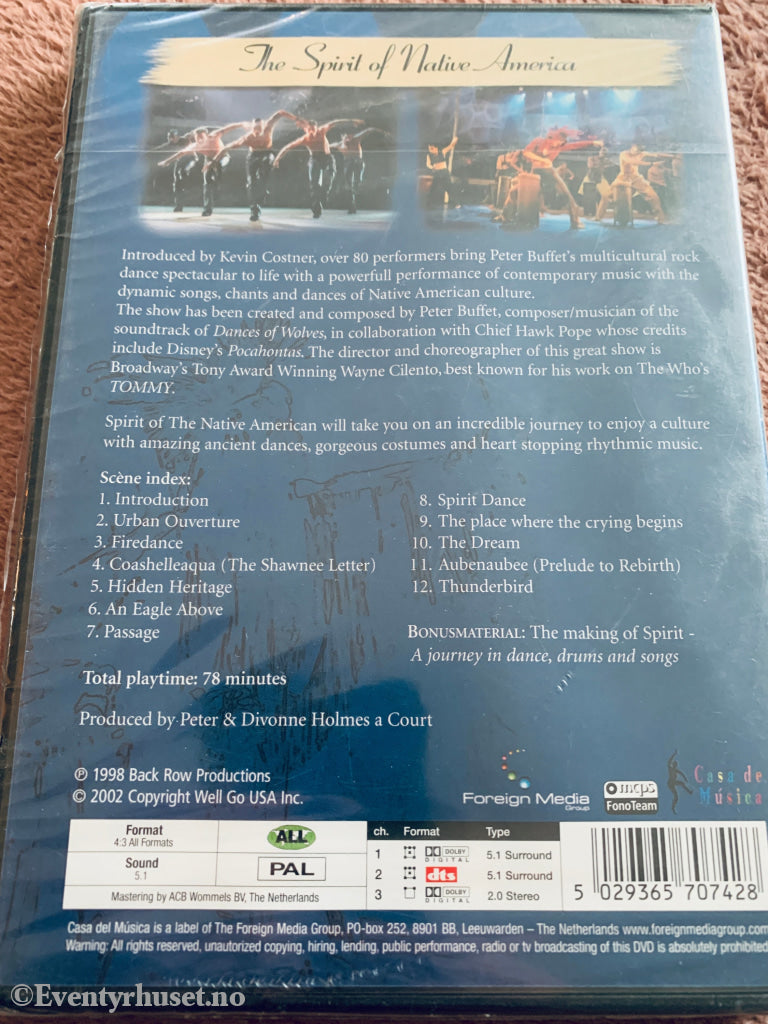 The Spirit of Native America
Introduced by Kevin Costner, over 80 performers bring Peter Buffet's multicultural rock
dance spectacular to life with a powerfull performance of contemporary music with the
dynamic songs, chants and dances of Native American culture.
The show has been created and composed by Peter Buffet, composer/musician of the
soundtrack of Dances of Wolves, in collaboration with Chief Hawk Pope whose credits
include Disney's Pocahontas. The director and choreographer of this great show is
Broadway's Tony Award Winning Wayne Cilento, best known for his work on The Who's
TOMMY.
Spirit of The Native American will take you on an incredible journey to enjoy a culture
with amazing ancient dances, gorgeous costumes and heart stopping rhythmic music.
Scène index:
1. Introduction
2. Urban Ouverture
3. Firedance
4. Coashelleaqua (The Shawnee Letter)
5. Hidden Heritage
6. An Eagle Above
7. Passage
8. Spirit Dance
9. The place where the crying begins
10. The Dream
11. Aubenaubee (Prelude to Rebirth)
12. Thunderbird
BONUSMATERIAL: The making of Spirit -
A journey in dance, drums and songs
Total playtime: 78 minutes
Produced by Peter & Divonne Holmes a Court
℗ 1998 Back Row Productions
© 2002 Copyright Well Go USA Inc.
Foreign Media
Group
mcps
FonoTeam
Casa del
Música
Format
4:3 All Formats
Sound
5.1
ALL
PAL
Mastering by ACB Wommels BV, The Netherlands
ch. Format Type
1 DOLBY DIGITAL 5.1 Surround
2 dts 5.1 Surround
3 DOLBY DIGITAL 2.0 Stereo
5 029365 707428
Casa del Música is a label of The Foreign Media Group, PO-box 252, 8901 BB, Leeuwarden – The Netherlands www.foreignmediagroup.com
Warning: All rights reserved, unautorized copying, hiring, lending, public performance, radio or tv broadcasting of this DVD is absolutely prohibited
©Eventyrhuset.no